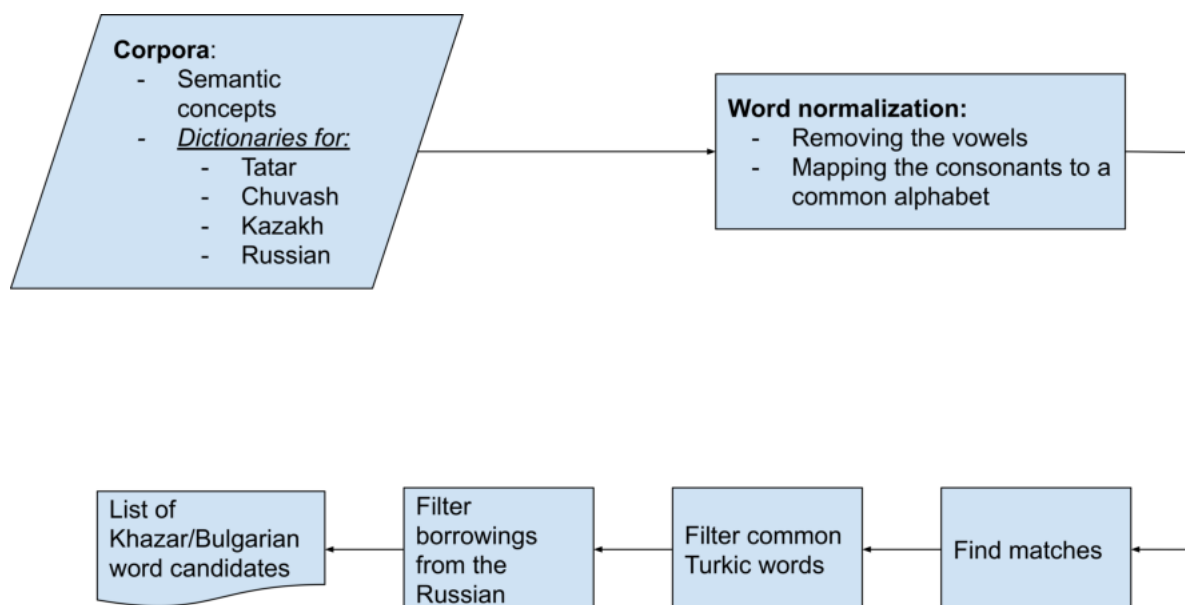 Corpora:
- Semantic
concepts
- Dictionaries for:
- Tatar
- Chuvash
- Kazakh
- Russian
Word normalization:
- Removing the vowels
- Mapping the consonants to a
common alphabet
Find matches
Filter common
Turkic words
Filter
borrowings
from the
Russian
List of
Khazar/Bulgarian
word candidates